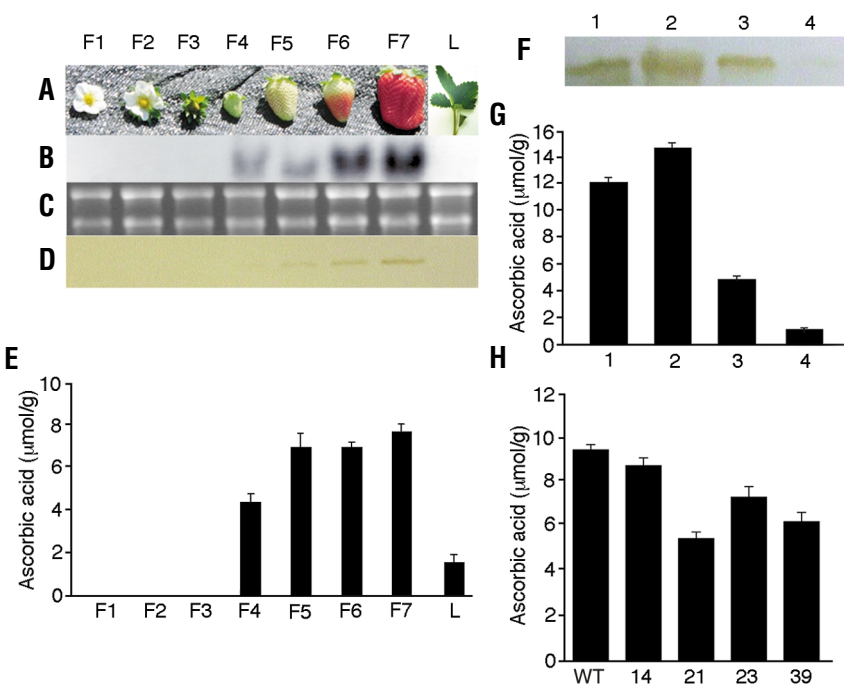 F1 F2 F3 F4 F5 F6 F7 L
A
B
C
D
E
Ascorbic acid (μmol/g)
10
8
6
4
2
0
F1 F2 F3 F4 F5 F6 F7 L
F
1 2 3 4
G
Ascorbic acid (μmol/g)
16
14
12
10
8
6
4
2
0
1 2 3 4
H
Ascorbic acid (μmol/g)
12
10
8
6
4
2
0
WT 14 21 23 39